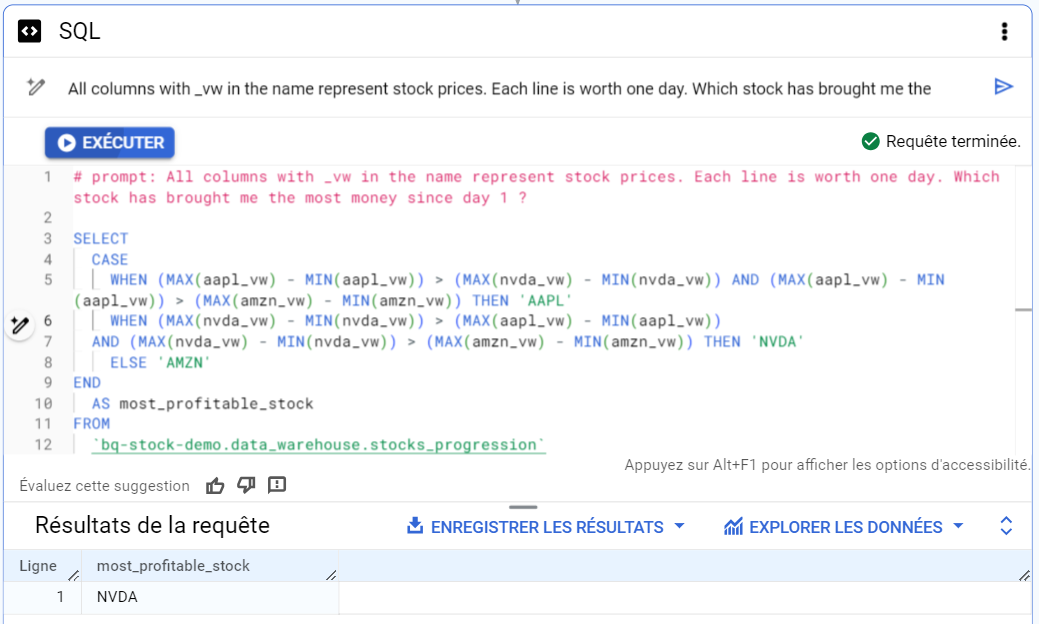 SQL
All columns with _vw in the name represent stock prices. Each line is worth one day. Which stock has brought me the
EXÉCUTER
Requête terminée.
1 # prompt: All columns with _vw in the name represent stock prices. Each line is worth one day. Which
stock has brought me the most money since day 1 ?
2
3 SELECT
4 CASE
5 WHEN (MAX(aapl_vw) - MIN(aapl_vw)) > (MAX(nvda_vw) - MIN(nvda_vw)) AND (MAX(aapl_vw) - MIN
(aapl_vw)) > (MAX(amzn_vw) - MIN(amzn_vw)) THEN 'AAPL'
6 WHEN (MAX(nvda_vw) - MIN(nvda_vw)) > (MAX(aapl_vw) - MIN(aapl_vw))
7 AND (MAX(nvda_vw) - MIN(nvda_vw)) > (MAX(amzn_vw) - MIN(amzn_vw)) THEN 'NVDA'
8 ELSE 'AMZN'
9 END
10 AS most_profitable_stock
11 FROM
12 `bq-stock-demo.data_warehouse.stocks_progression`
Appuyez sur Alt+F1 pour afficher les options d'accessibilité.
Évaluez cette suggestion
Résultats de la requête
ENREGISTRER LES RÉSULTATS
EXPLORER LES DONNÉES
Ligne most_profitable_stock
1 NVDA